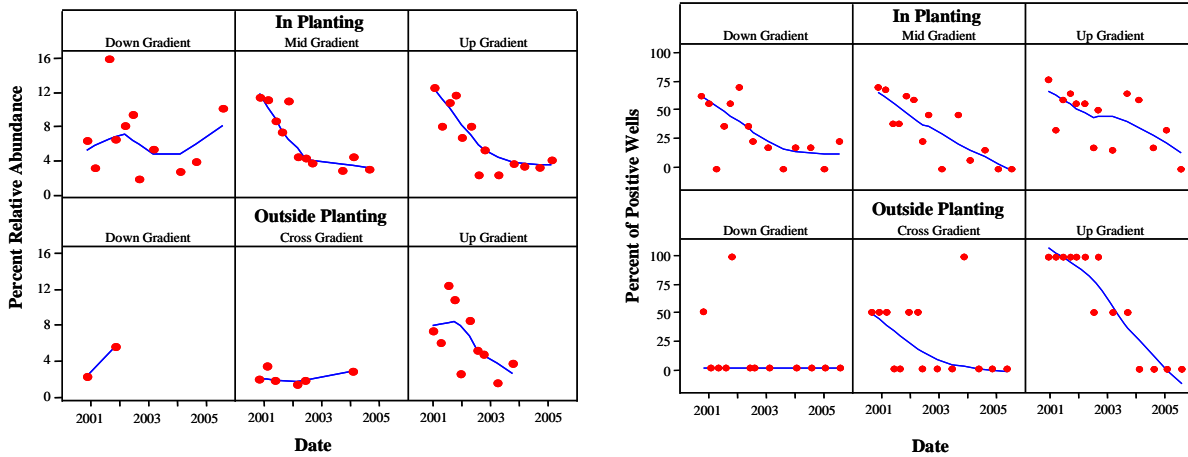 In Planting
Down Gradient Mid Gradient Up Gradient
16
12
8
4
0
Outside Planting
Down Gradient Cross Gradient Up Gradient
16
12
8
4
0
2001 2003 2005 2001 2003 2005 2001 2003 2005
Percent Relative Abundance
Date
In Planting
Down Gradient Mid Gradient Up Gradient
100
75
50
25
0
Outside Planting
Down Gradient Cross Gradient Up Gradient
100
75
50
25
0
2001 2003 2005 2001 2003 2005 2001 2003 2005
Percent of Positive Wells
Date